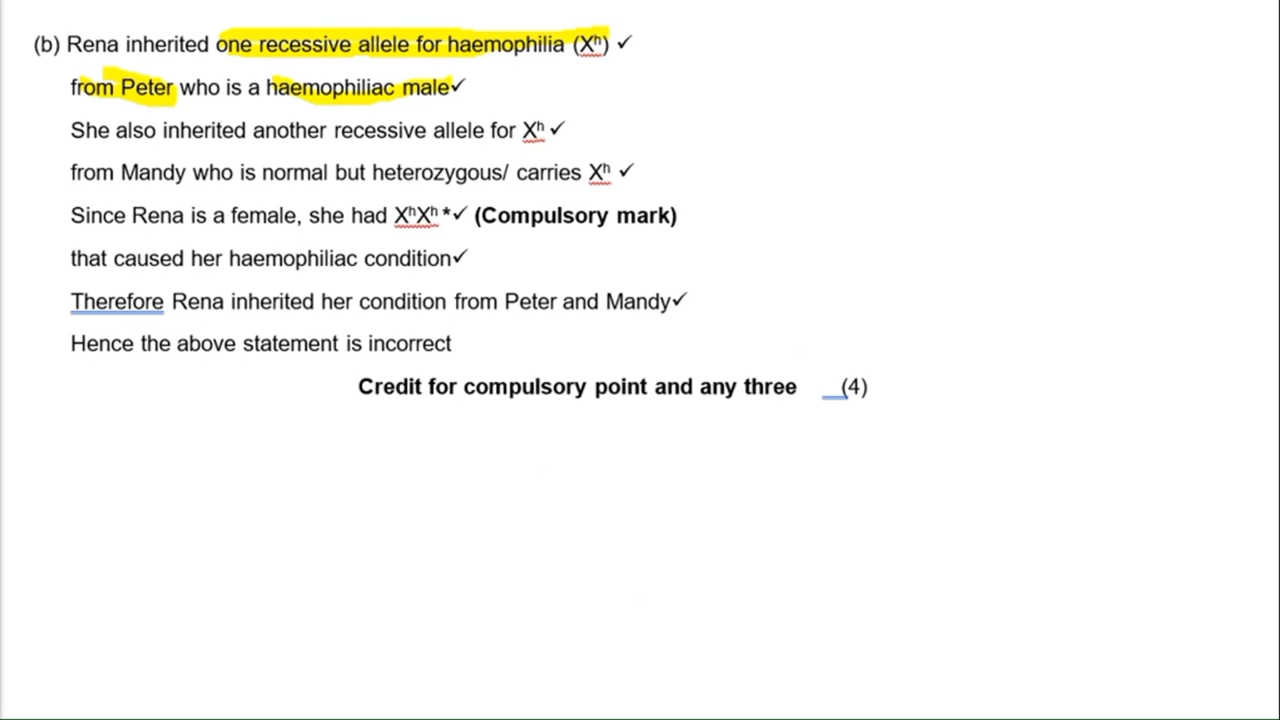 (b) Rena inherited one recessive allele for haemophilia (Xʰ) ✓
from Peter who is a haemophiliac male✓
She also inherited another recessive allele for Xʰ ✓
from Mandy who is normal but heterozygous/ carries Xʰ ✓
Since Rena is a female, she had XʰXʰ *✓ (Compulsory mark)
that caused her haemophiliac condition✓
Therefore Rena inherited her condition from Peter and Mandy✓
Hence the above statement is incorrect
Credit for compulsory point and any three __(4)